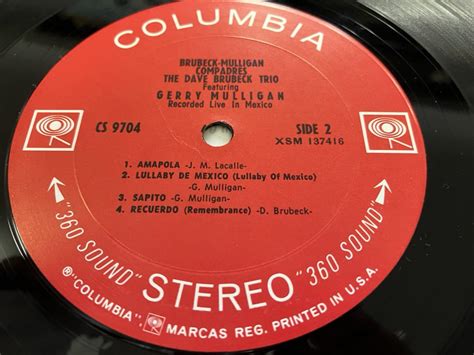 COLUMBIA
BRUBECK-MULLIGAN
COMPADRES
THE DAVE BRUBECK TRIO
Featuring
GERRY MULLIGAN
Recorded Live in Mexico
CS 9704
SIDE 2
XSM 137416
1. AMAPOLA -J. M. Lacalle-
2. LULLABY DE MEXICO (Lullaby Of Mexico)
-G. Mulligan-
3. SAPITO -G. Mulligan-
4. RECUERDO (Remembrance) -D. Brubeck-
"360 SOUND" STEREO "360 SOUND"
® "COLUMBIA", MARCAS REG. PRINTED IN U.S.A.